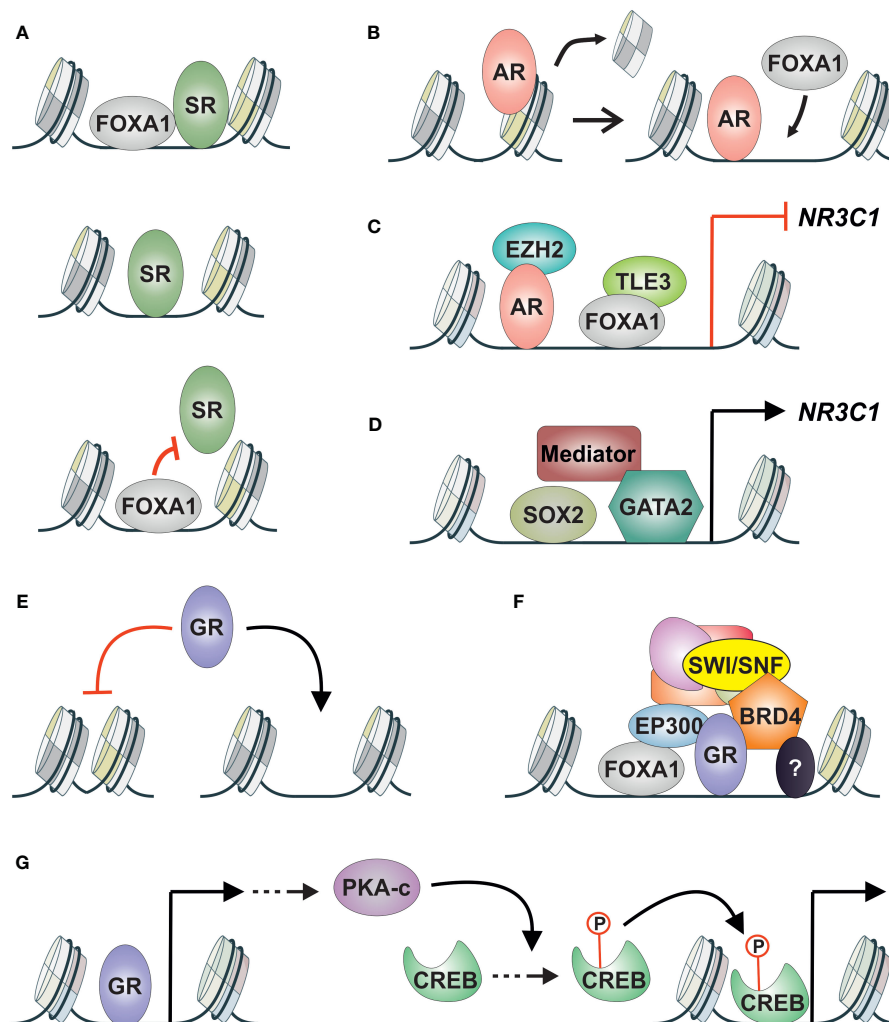 A
FOXA1
SR
SR
SR
FOXA1
B
AR
FOXA1
AR
C
NR3C1
EZH2
TLE3
AR
FOXA1
D
NR3C1
Mediator
SOX2
GATA2
E
GR
F
SWI/SNF
BRD4
EP300
GR
FOXA1
?
G
PKA-c
P
P
CREB
CREB
GR
CREB